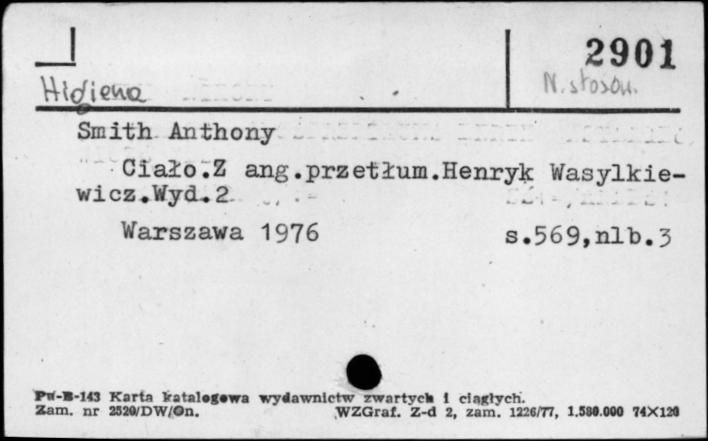 2901
Higiena N. stosow.
Smith Anthony
Ciało.Z ang.przetłum.Henryk Wasylkie-
wicz.Wyd.2
Warszawa 1976 s.569,nlb.3
Pu-B-143 Karta katalogowa wydawnictw zwartych i ciągłych.
Zam. nr 2520/DW/On. WZGraf. Z-d 2, zam. 1226/77, 1.580.000 74X120